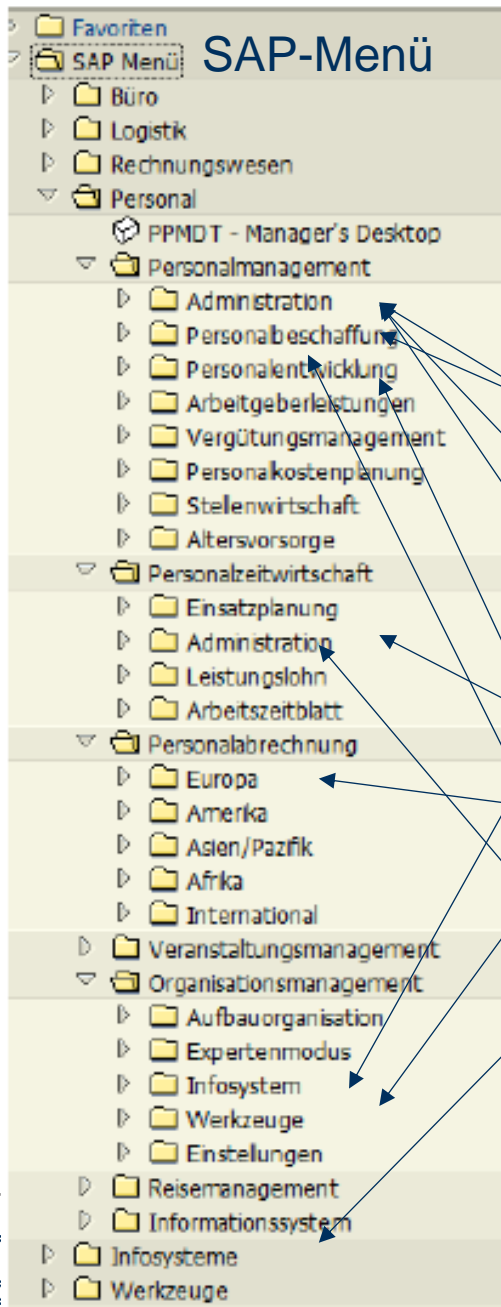 Favoriten
SAP Menü SAP-Menü
Büro
Logistik
Rechnungswesen
Personal
PPMDT - Manager's Desktop
Personalmanagement
Administration
Personalbeschaffung
Personalentwicklung
Arbeitgeberleistungen
Vergütungsmanagement
Personalkostenplanung
Stellenwirtschaft
Altersvorsorge
Personalzeitwirtschaft
Einsatzplanung
Administration
Leistungslohn
Arbeitszeitblatt
Personalabrechnung
Europa
Amerika
Asien/Pazifik
Afrika
International
Veranstaltungsmanagement
Organisationsmanagement
Aufbauorganisation
Expertenmodus
Infosystem
Werkzeuge
Einstellungen
Reisemanagement
Informationssystem
Infosysteme
Werkzeuge